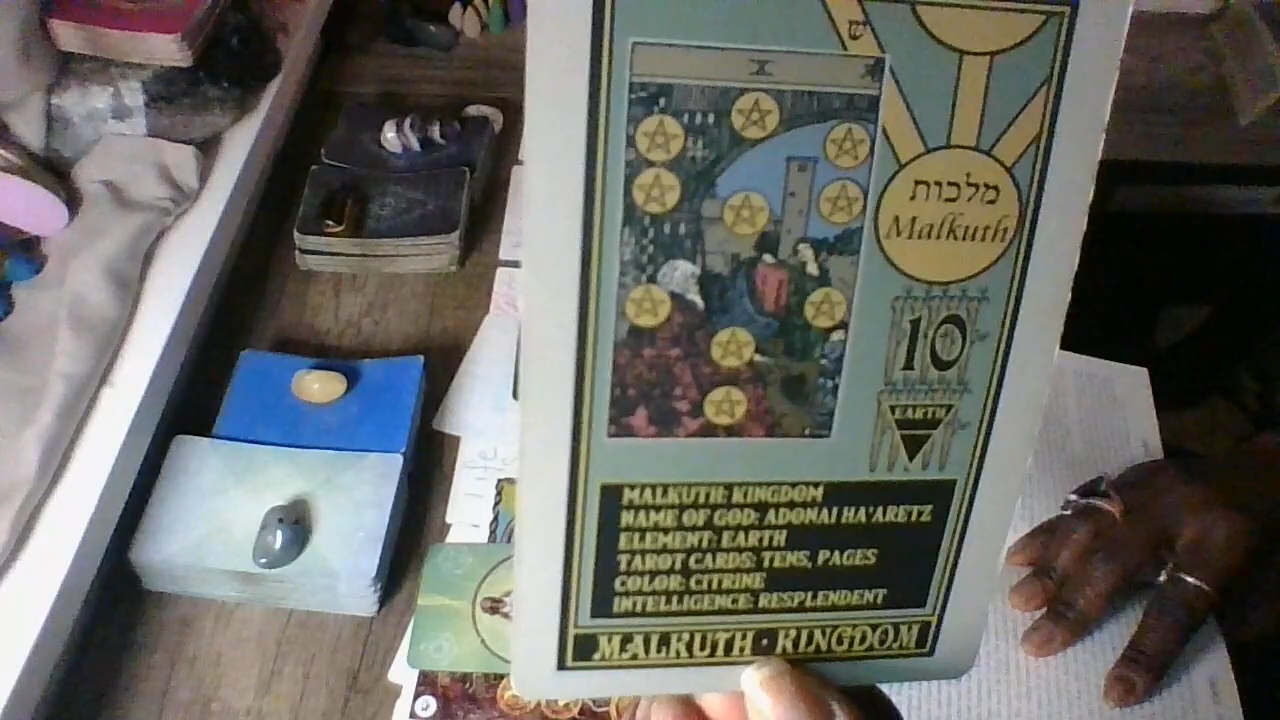 ש
X
מלכות
Malkuth
10
EARTH
MALKUTH: KINGDOM
NAME OF GOD: ADONAI HA'ARETZ
ELEMENT: EARTH
TAROT CARDS: TENS, PAGES
COLOR: CITRINE
INTELLIGENCE: RESPLENDENT
MALKUTH · KINGDOM